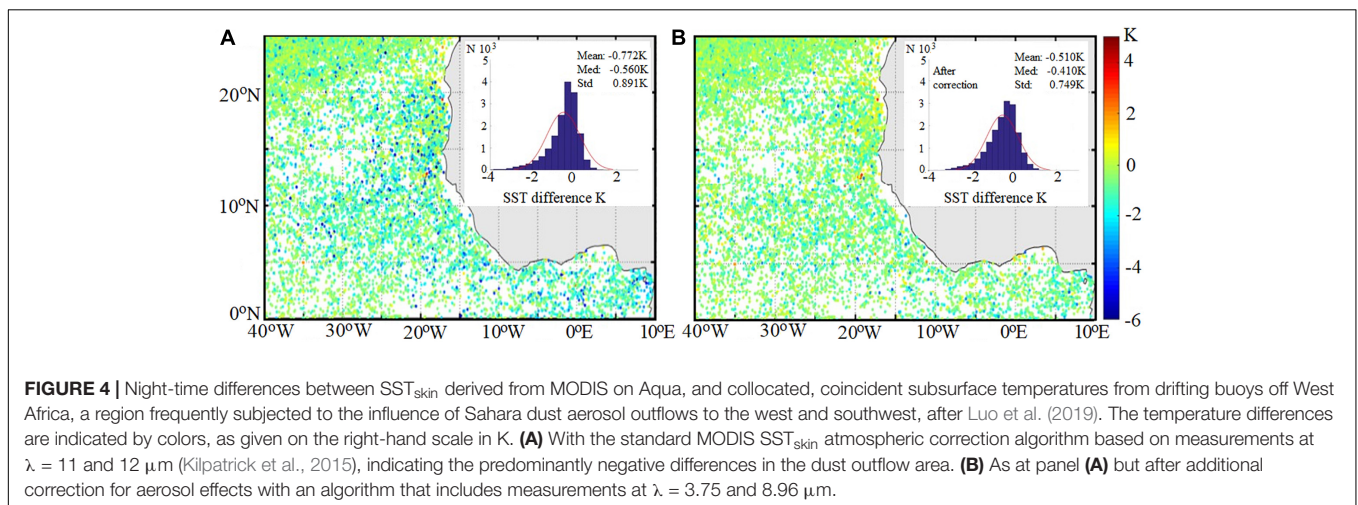 A
N 10³
5
4
3
2
1
0
-4
-2
0
2
SST difference K
Mean: -0.772K
Med: -0.560K
Std 0.891K
20°N
10°N
0°N
40°W
30°W
20°W
10°W
0°E
10°E
B
N 10³
5
4
3
2
1
0
-4
-2
0
2
SST difference K
After
correction
Mean: -0.510K
Med: -0.410K
Std: 0.749K
40°W
30°W
20°W
10°W
0°E
10°E
K
4
2
0
-2
-4
-6
FIGURE 4 | Night-time differences between SSTskin derived from MODIS on Aqua, and collocated, coincident subsurface temperatures from drifting buoys off West
Africa, a region frequently subjected to the influence of Sahara dust aerosol outflows to the west and southwest, after Luo et al. (2019). The temperature differences
are indicated by colors, as given on the right-hand scale in K. (A) With the standard MODIS SSTskin atmospheric correction algorithm based on measurements at
λ = 11 and 12 μm (Kilpatrick et al., 2015), indicating the predominantly negative differences in the dust outflow area. (B) As at panel (A) but after additional
correction for aerosol effects with an algorithm that includes measurements at λ = 3.75 and 8.96 μm.